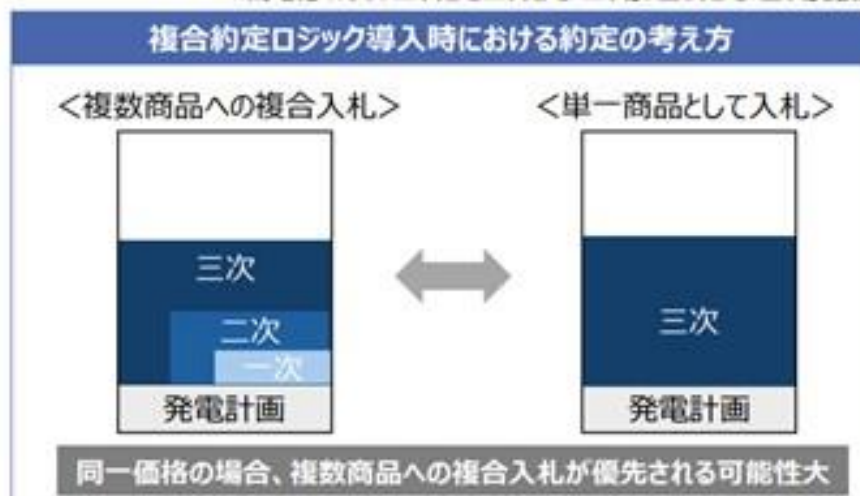 複合約定ロジック導入時における約定の考え方
＜複数商品への複合入札＞
＜単一商品として入札＞
三次
二次
一次
発電計画
三次
発電計画
同一価格の場合、複数商品への複合入札が優先される可能性大